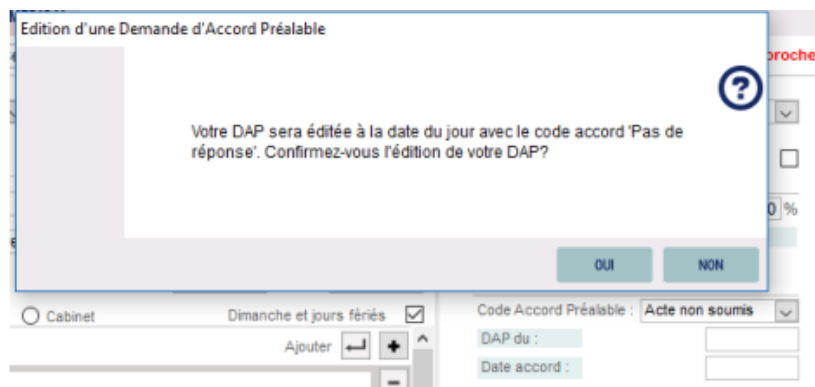 Edition d'une Demande d'Accord Préalable
proche
Votre DAP sera éditée à la date du jour avec le code accord 'Pas de
réponse'. Confirmez-vous l'édition de votre DAP?
0 %
OUI NON
Cabinet Dimanche et jours fériés Code Accord Préalable : Acte non soumis
Ajouter DAP du :
Date accord :